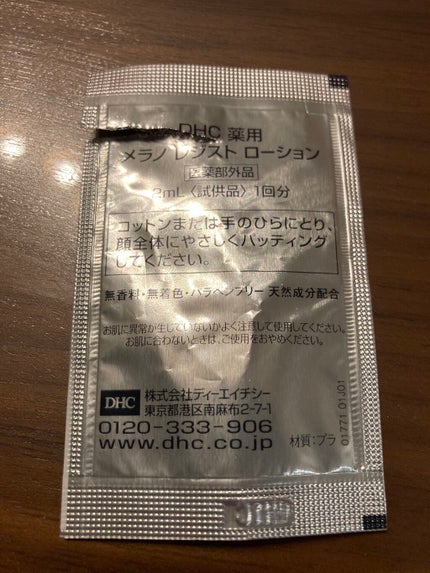 DHC 薬用
メラノ レジスト ローション
医薬部外品
2mL〈試供品〉1回分
コットンまたは手のひらにとり、
顔全体にやさしくパッティング
してください。
無香料・無着色・パラベンフリー 天然成分配合
お肌に異常が生じていないかよく注意して使用してください。
お肌に合わないときは、ご使用をおやめください。
DHC 株式会社ディーエイチシー
東京都港区南麻布2-7-1
0120-333-906
www.dhc.co.jp
材質：プラ
01771 01J01